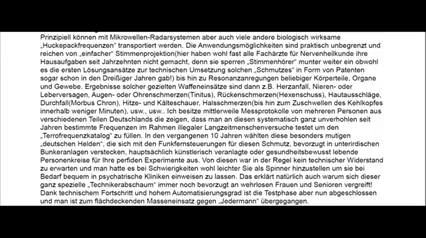 Prinzipiell können mit Mikrowellen-Radarsystemen aber auch viele andere biologisch wirksame
„Huckepackfrequenzen“ transportiert werden. Die Anwendungsmöglichkeiten sind praktisch unbegrenzt und
reichen von „einfacher“ Stimmenprojektion(hier haben wohl fast alle Fachärzte für Nervenheilkunde ihre
Hausaufgaben seit Jahrzehnten nicht gemacht, denn sie sperren „Stimmenhörer“ munter weiter ein obwohl
es die ersten Lösungsansätze zur technischen Umsetzung solchen „Schmutzes“ in Form von Patenten
sogar schon in den Dreißiger Jahren gab!) bis hin zu Resonanzanregungen beliebiger Körperteile, Organe
und Gewebe. Ergebnisse solcher gezielten Waffeneinsätze sind dann z.B. Herzanfall, Nieren- oder
Leberversagen, Augen- oder Ohrenschmerzen(Tinitus), Rückenschmerzen(Hexenschuss), Hautausschläge,
Durchfall(Morbus Chron), Hitze- und Kälteschauer, Halsschmerzen(bis hin zum Zuschwellen des Kehlkopfes
innerhalb weniger Minuten), usw., usw.. Ich besitze mittlerweile Messprotokolle von mehreren Personen aus
verschiedenen Teilen Deutschlands die zeigen, dass man an diesen systematisch ganz unverhohlen seit
Jahren bestimmte Frequenzen im Rahmen illegaler Langzeitmenschenversuche testet um den
„Terrofrequenzkatalog“ zu füllen. In den vergangenen 10 Jahren wählten diese besonders mutigen
„deutschen Helden“, die sich mit den Funkfernsteuerungen für diesen Schmutz, bevorzugt in unterirdischen
Bunkeranlagen verstecken, hauptsächlich künstlerisch veranlagte oder gesundheitsbewusst lebende
Personenkreise für Ihre perfiden Experimente aus. Von diesen war in der Regel kein technischer Widerstand
zu erwarten und man hatte es bei Schwierigkeiten wohl leichter Sie als Spinner hinzustellen um sie bei
Bedarf bequem in psychiatrische Kliniken einweisen zu lassen. Das erklärt natürlich auch warum sich dieser
ganz spezielle „Technikerabschaum“ immer noch bevorzugt an wehrlosen Frauen und Senioren vergreift!
Dank technischem Fortschritt und hohem Automatisierungsgrad ist die Testphase aber nun abgeschlossen
und man ist zum flächdeckenden Masseneinsatz gegen „Jedermann“ übergegangen.